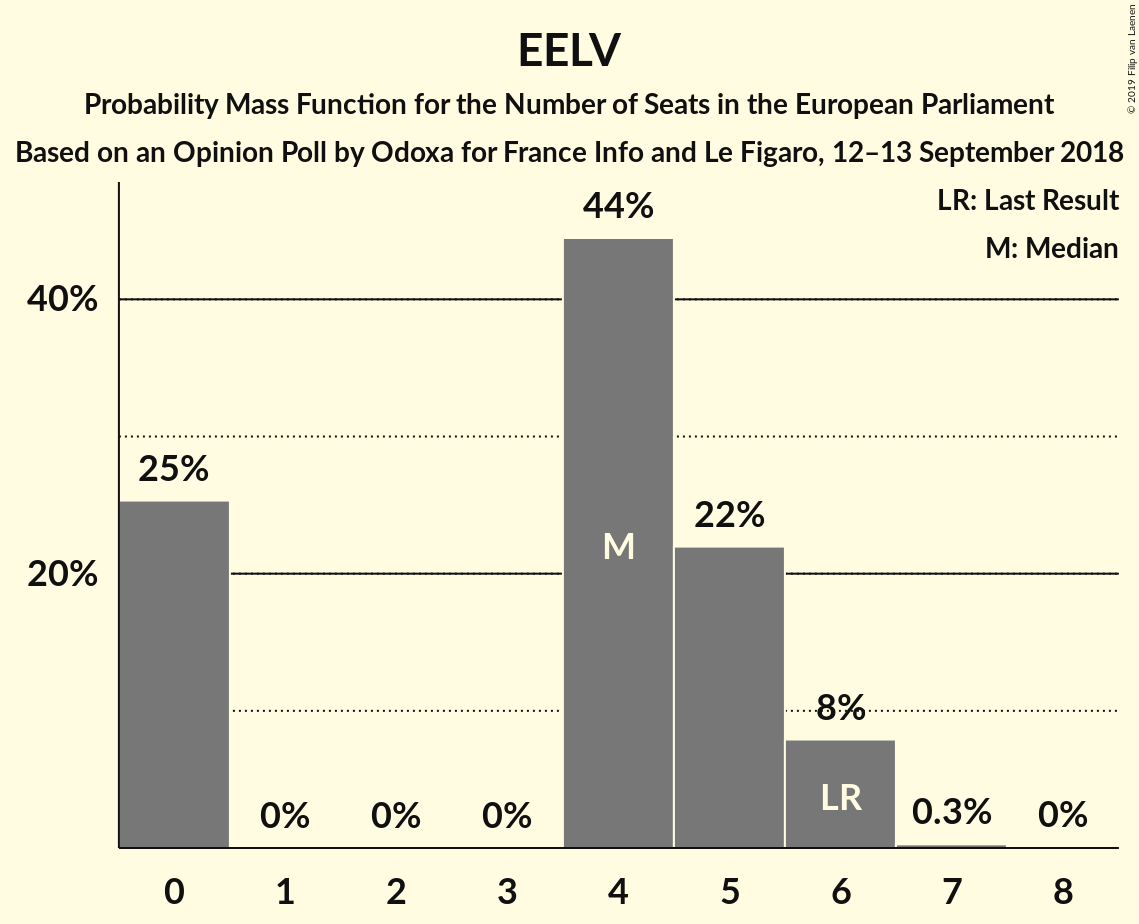 EELV
Probability Mass Function for the Number of Seats in the European Parliament
Based on an Opinion Poll by Odoxa for France Info and Le Figaro, 12–13 September 2018
© 2019 Filip van Laenen
LR: Last Result
M: Median
44%
40%
25%
22%
M
20%
8%
LR
0%
0%
0%
0.3%
0%
0 1 2 3 4 5 6 7 8